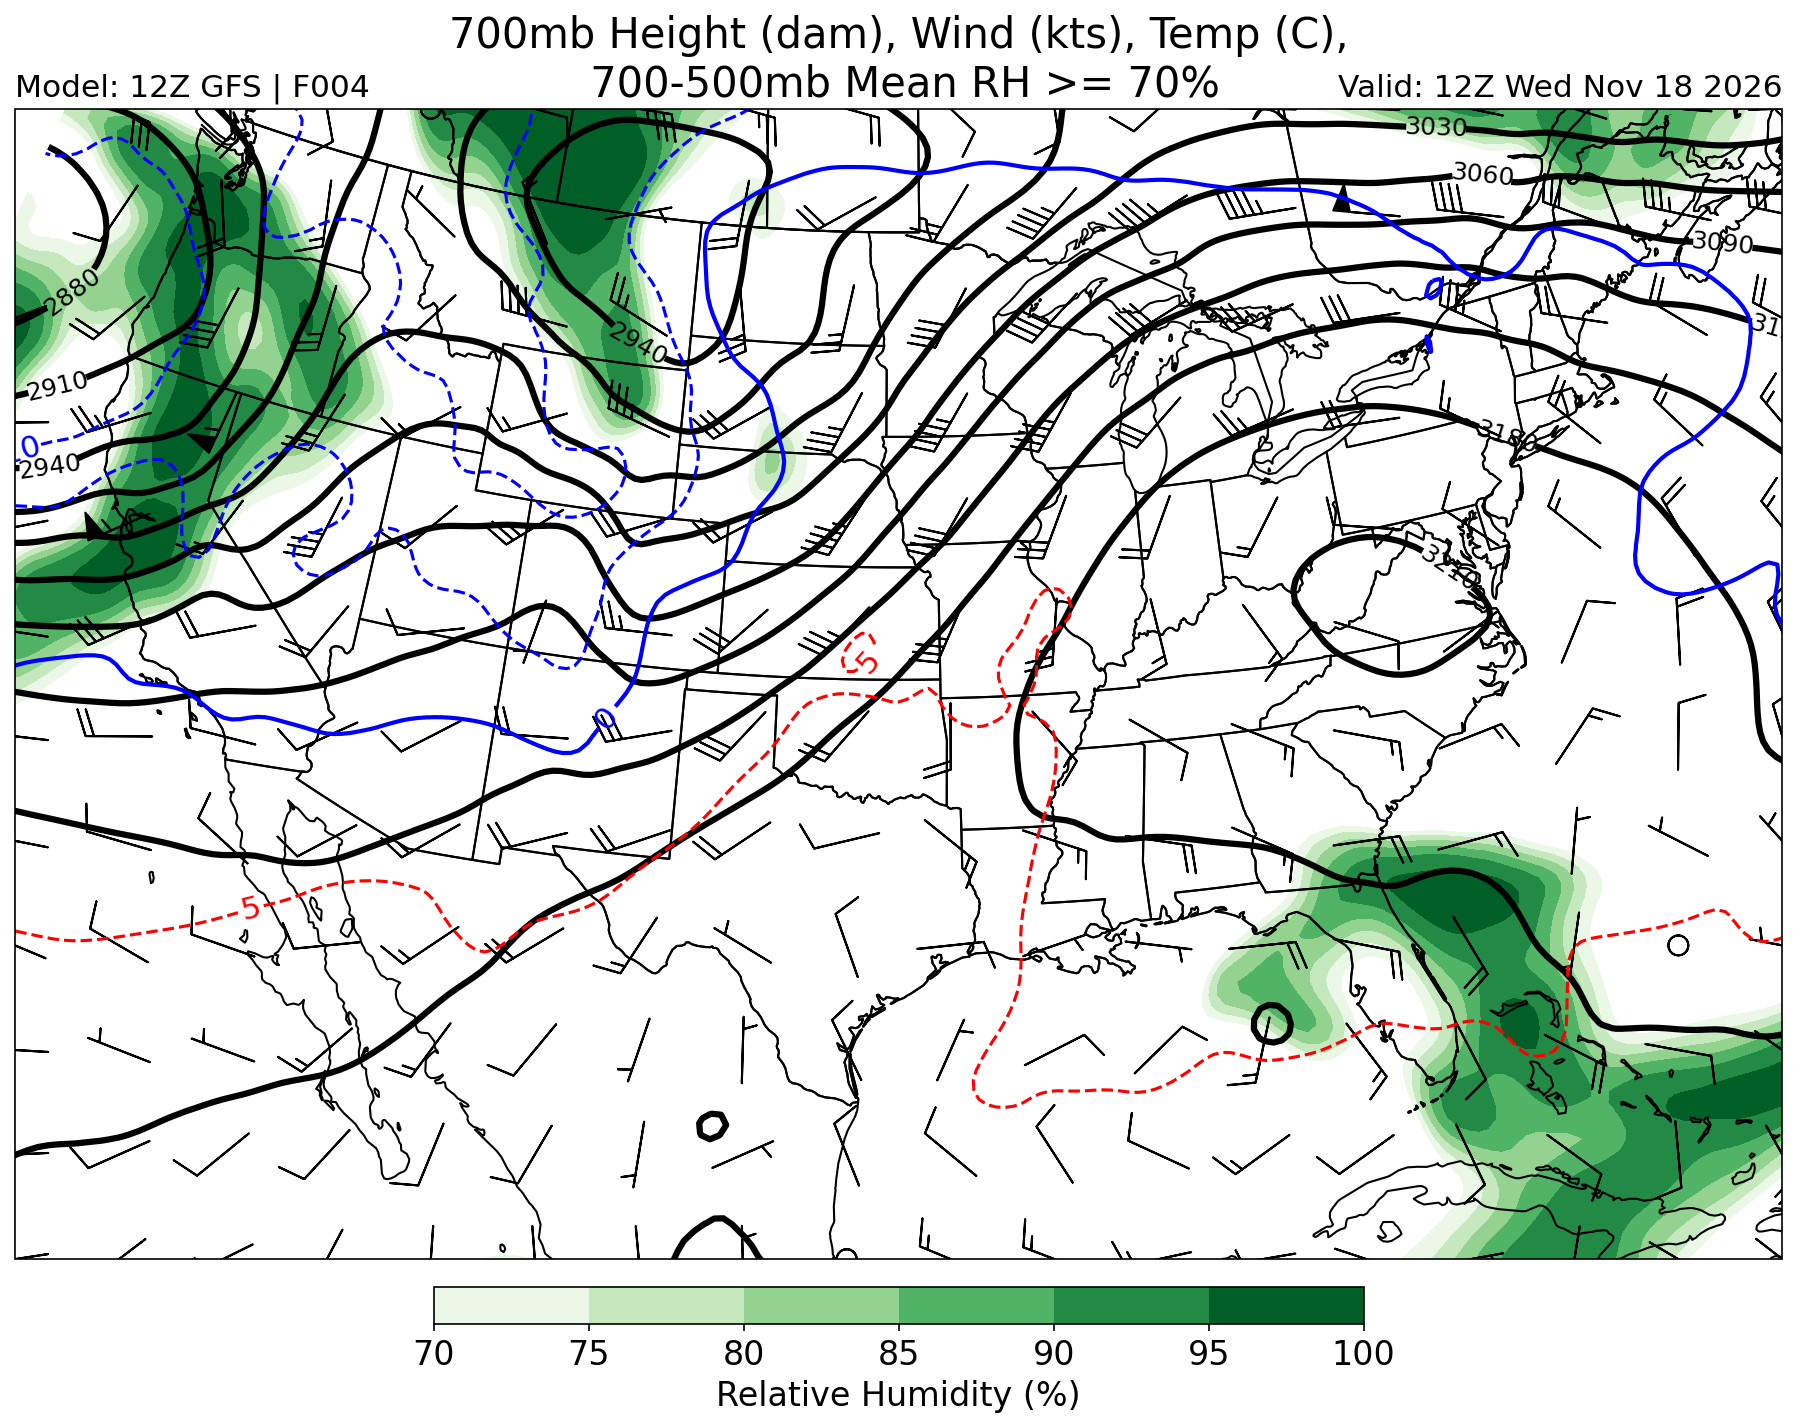 700mb Height (dam), Wind (kts), Temp (C),
700-500mb Mean RH >= 70%
Model: 12Z GFS | F004
Valid: 12Z Wed Nov 18 2026
3030
3060
3090
2880
2940
2910
0
2940
3180
3210
5
0
5
70 75 80 85 90 95 100
Relative Humidity (%)